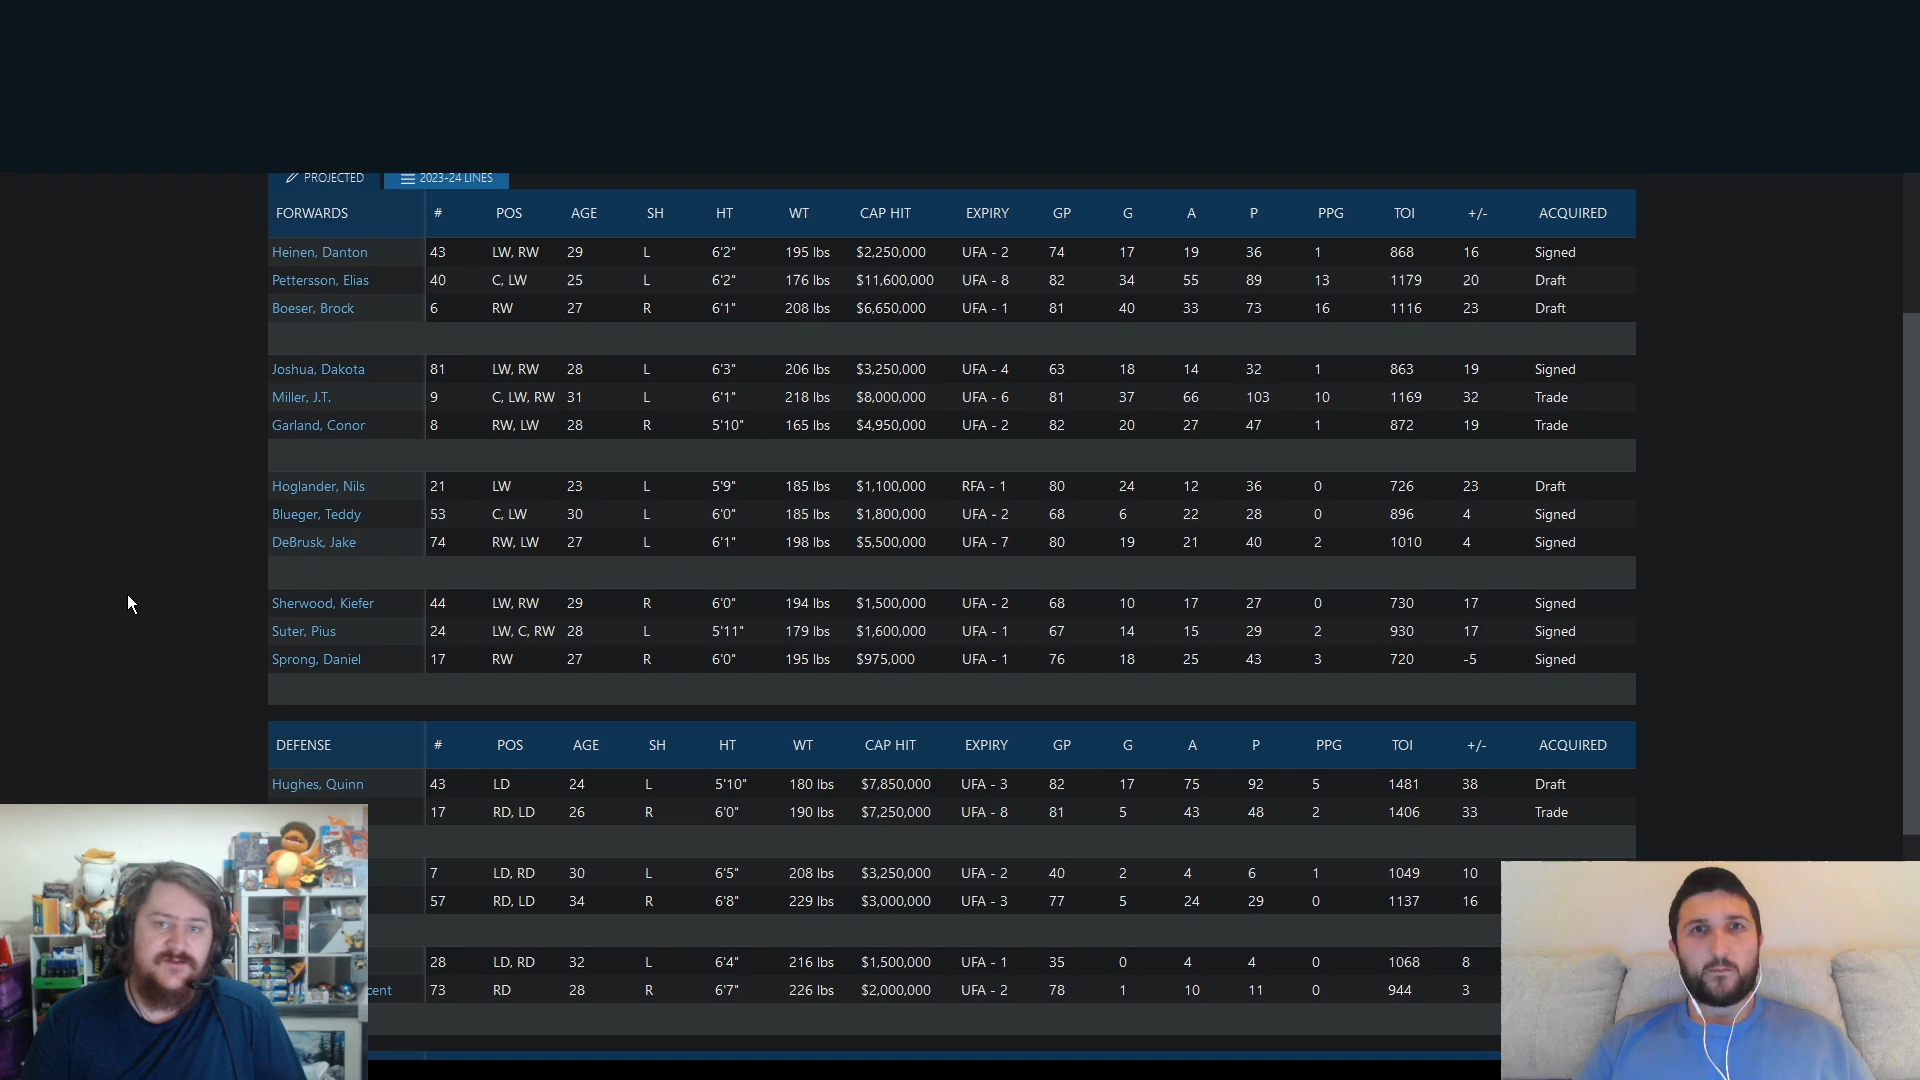 PROJECTED 2023-24 LINES
FORWARDS # POS AGE SH HT WT CAP HIT EXPIRY GP G A P PPG TOI +/- ACQUIRED
Heinen, Danton 43 LW, RW 29 L 6'2" 195 lbs $2,250,000 UFA - 2 74 17 19 36 1 868 16 Signed
Pettersson, Elias 40 C, LW 25 L 6'2" 176 lbs $11,600,000 UFA - 8 82 34 55 89 13 1179 20 Draft
Boeser, Brock 6 RW 27 R 6'1" 208 lbs $6,650,000 UFA - 1 81 40 33 73 16 1116 23 Draft
Joshua, Dakota 81 LW, RW 28 L 6'3" 206 lbs $3,250,000 UFA - 4 63 18 14 32 1 863 19 Signed
Miller, J.T. 9 C, LW, RW 31 L 6'1" 218 lbs $8,000,000 UFA - 6 81 37 66 103 10 1169 32 Trade
Garland, Conor 8 RW, LW 28 R 5'10" 165 lbs $4,950,000 UFA - 2 82 20 27 47 1 872 19 Trade
Hoglander, Nils 21 LW 23 L 5'9" 185 lbs $1,100,000 RFA - 1 80 24 12 36 0 726 23 Draft
Blueger, Teddy 53 C, LW 30 L 6'0" 185 lbs $1,800,000 UFA - 2 68 6 22 28 0 896 4 Signed
DeBrusk, Jake 74 RW, LW 27 L 6'1" 198 lbs $5,500,000 UFA - 7 80 19 21 40 2 1010 4 Signed
Sherwood, Kiefer 44 LW, RW 29 R 6'0" 194 lbs $1,500,000 UFA - 2 68 10 17 27 0 730 17 Signed
Suter, Pius 24 LW, C, RW 28 L 5'11" 179 lbs $1,600,000 UFA - 1 67 14 15 29 2 930 17 Signed
Sprong, Daniel 17 RW 27 R 6'0" 195 lbs $975,000 UFA - 1 76 18 25 43 3 720 -5 Signed
DEFENSE # POS AGE SH HT WT CAP HIT EXPIRY GP G A P PPG TOI +/- ACQUIRED
Hughes, Quinn 43 LD 24 L 5'10" 180 lbs $7,850,000 UFA - 3 82 17 75 92 5 1481 38 Draft
17 RD, LD 26 R 6'0" 190 lbs $7,250,000 UFA - 8 81 5 43 48 2 1406 33 Trade
7 LD, RD 30 L 6'5" 208 lbs $3,250,000 UFA - 2 40 2 4 6 1 1049 10
57 RD, LD 34 R 6'8" 229 lbs $3,000,000 UFA - 3 77 5 24 29 0 1137 16
28 LD, RD 32 L 6'4" 216 lbs $1,500,000 UFA - 1 35 0 4 4 0 1068 8
cent 73 RD 28 R 6'7" 226 lbs $2,000,000 UFA - 2 78 1 10 11 0 944 3